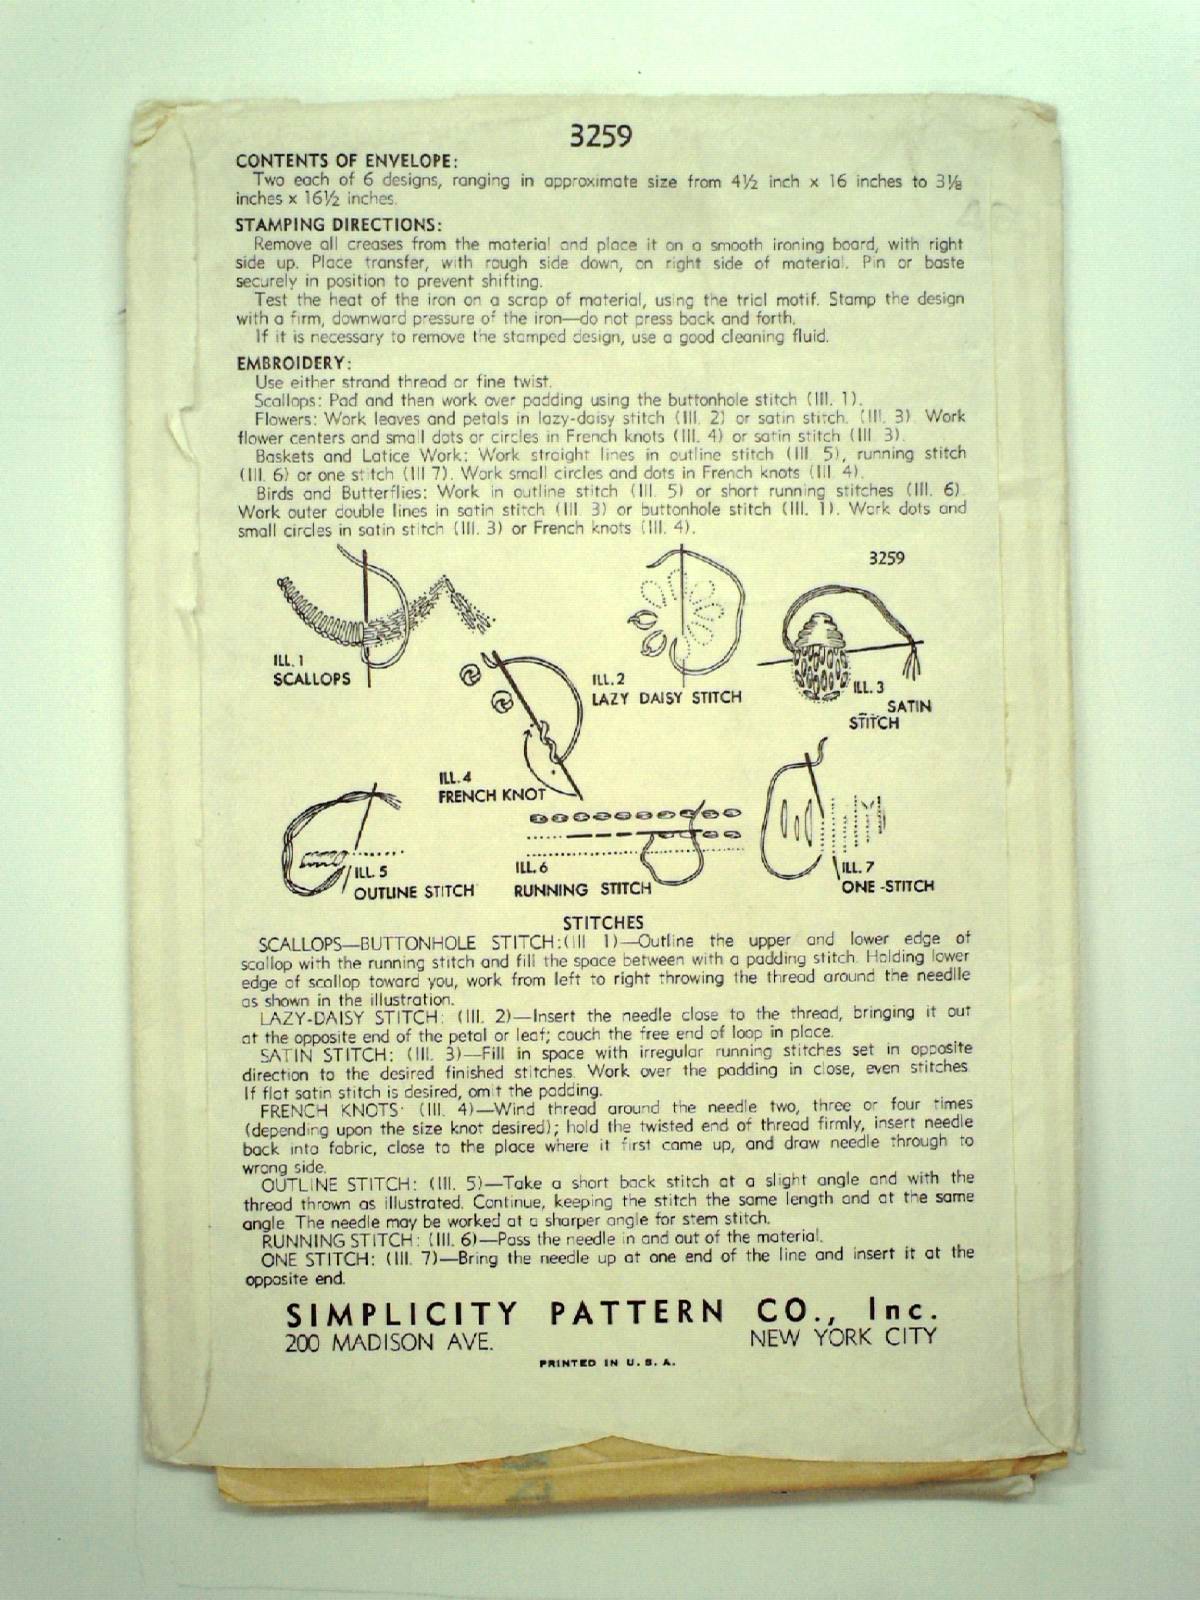 3259
CONTENTS OF ENVELOPE:
Two each of 6 designs, ranging in approximate size from 4½ inch x 16 inches to 3⅛
inches x 16½ inches.
STAMPING DIRECTIONS:
Remove all creases from the material and place it on a smooth ironing board, with right
side up. Place transfer, with rough side down, on right side of material. Pin or baste
securely in position to prevent shifting.
Test the heat of the iron on a scrap of material, using the trial motif. Stamp the design
with a firm, downward pressure of the iron—do not press back and forth.
If it is necessary to remove the stamped design, use a good cleaning fluid.
EMBROIDERY:
Use either strand thread or fine twist.
Scallops: Pad and then work over padding using the buttonhole stitch (Ill. 1).
Flowers: Work leaves and petals in lazy-daisy stitch (Ill. 2) or satin stitch. (Ill. 3). Work
flower centers and small dots or circles in French knots (Ill. 4) or satin stitch (Ill 3).
Baskets and Latice Work: Work straight lines in outline stitch (Ill. 5), running stitch
(Ill. 6) or one stitch (Ill 7). Work small circles and dots in French knots (Ill 4).
Birds and Butterflies: Work in outline stitch (Ill. 5) or short running stitches (Ill. 6).
Work outer double lines in satin stitch (Ill. 3) or buttonhole stitch (Ill. 1). Work dots and
small circles in satin stitch (Ill. 3) or French knots (Ill. 4).
3259
ILL. 1
SCALLOPS
ILL. 2
LAZY DAISY STITCH
ILL. 3
SATIN
STITCH
ILL. 4
FRENCH KNOT
ILL. 5
OUTLINE STITCH
ILL. 6
RUNNING STITCH
ILL. 7
ONE-STITCH
STITCHES
SCALLOPS—BUTTONHOLE STITCH:(Ill 1)—Outline the upper and lower edge of
scallop with the running stitch and fill the space between with a padding stitch. Holding lower
edge of scallop toward you, work from left to right throwing the thread around the needlle
as shown in the illustration.
LAZY-DAISY STITCH: (Ill. 2)—Insert the needle close to the thread, bringing it out
at the opposite end of the petal or leaf; couch the free end of loop in place.
SATIN STITCH: (Ill. 3)—Fill in space with irregular running stitches set in opposite
direction to the desired finished stitches. Work over the padding in close, even stitches.
If flat satin stitch is desired, omit the padding.
FRENCH KNOTS: (Ill. 4)—Wind thread around the needle two, three or four times
(depending upon the size knot desired); hold the twisted end of thread firmly, insert needle
back into fabric, close to the place where it first came up, and draw needle through to
wrong side.
OUTLINE STITCH: (Ill. 5)—Take a short back stitch at a slight angle and with the
thread thrown as illustrated. Continue, keeping the stitch the same length and at the same
angle. The needle may be worked at a sharper angle for stem stitch.
RUNNING STITCH: (Ill. 6)—Pass the needle in and out of the material.
ONE STITCH: (Ill. 7)—Bring the needle up at one end of the line and insert it at the
opposite end.
SIMPLICITY PATTERN CO., Inc.
200 MADISON AVE. NEW YORK CITY
PRINTED IN U. S. A.